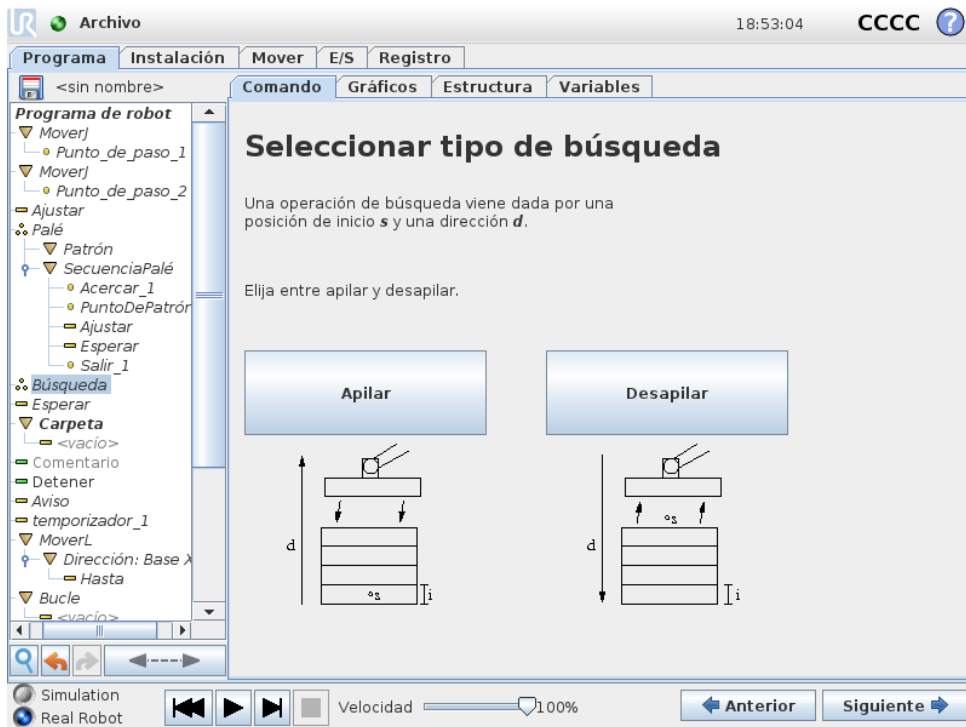 UR Archivo 18:53:04 CCCC ?
Programa Instalación Mover E/S Registro
<sin nombre> Comando Gráficos Estructura Variables
Programa de robot
MoverJ
Punto_de_paso_1
MoverJ
Punto_de_paso_2
Ajustar
Palé
Patrón
SecuenciaPalé
Acercar_1
PuntoDePatrór
Ajustar
Esperar
Salir_1
Búsqueda
Esperar
Carpeta
<vacío>
Comentario
Detener
Aviso
temporizador_1
MoverL
Dirección: Base X
Hasta
Bucle
<vacío>
Seleccionar tipo de búsqueda
Una operación de búsqueda viene dada por una
posición de inicio s y una dirección d.
Elija entre apilar y desapilar.
Apilar Desapilar
d s i
d s i
Simulation
Real Robot
Velocidad 100%
Anterior Siguiente